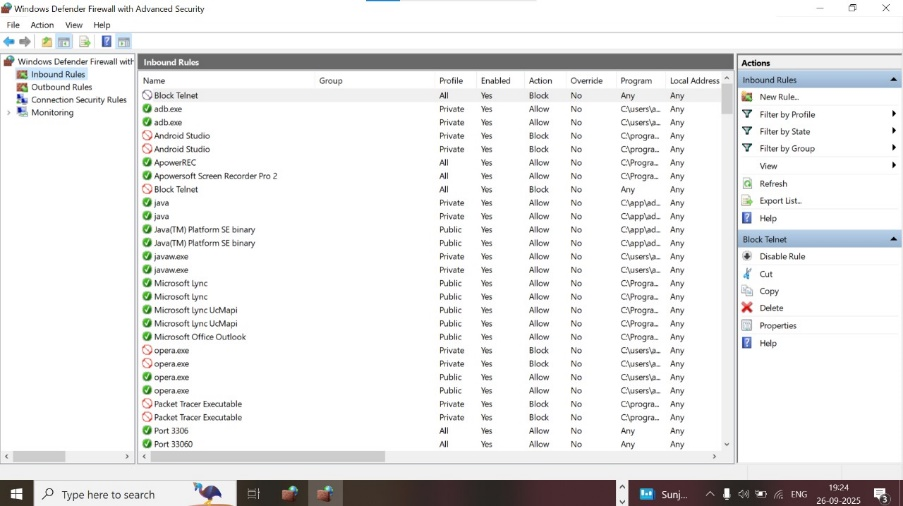 Windows Defender Firewall with Advanced Security
File Action View Help
Windows Defender Firewall with
Inbound Rules
Outbound Rules
Connection Security Rules
Monitoring
Inbound Rules
Name Group Profile Enabled Action Override Program Local Address
Block Telnet All Yes Block No Any Any
adb.exe Private Yes Allow No C:\users\a... Any
adb.exe Private Yes Allow No C:\users\a... Any
Android Studio Private Yes Block No C:\progra... Any
Android Studio Private Yes Block No C:\progra... Any
ApowerREC All Yes Allow No C:\Progra... Any
Apowersoft Screen Recorder Pro 2 All Yes Allow No C:\Progra... Any
Block Telnet All Yes Block No Any Any
java Private Yes Allow No C:\app\ad... Any
java Private Yes Allow No C:\app\ad... Any
Java(TM) Platform SE binary Public Yes Allow No C:\app\ad... Any
Java(TM) Platform SE binary Public Yes Allow No C:\app\ad... Any
javaw.exe Private Yes Allow No C:\users\a... Any
javaw.exe Private Yes Allow No C:\users\a... Any
Microsoft Lync Public Yes Allow No C:\Program... Any
Microsoft Lync Public Yes Allow No C:\Program... Any
Microsoft Lync UcMapi Public Yes Allow No C:\Program... Any
Microsoft Lync UcMapi Public Yes Allow No C:\Program... Any
Microsoft Office Outlook Public Yes Allow No C:\Program... Any
opera.exe Private Yes Block No C:\users\a... Any
opera.exe Private Yes Block No C:\users\a... Any
opera.exe Public Yes Allow No C:\users\a... Any
opera.exe Public Yes Allow No C:\users\a... Any
Packet Tracer Executable Private Yes Block No C:\progra... Any
Packet Tracer Executable Private Yes Block No C:\progra... Any
Port 3306 All Yes Allow No Any Any
Port 33060 All Yes Allow No Any Any
Actions
Inbound Rules
New Rule...
Filter by Profile
Filter by State
Filter by Group
View
Refresh
Export List...
Help
Block Telnet
Disable Rule
Cut
Copy
Delete
Properties
Help
Type here to search
Sunj...
ENG
19:24
26-09-2025
3